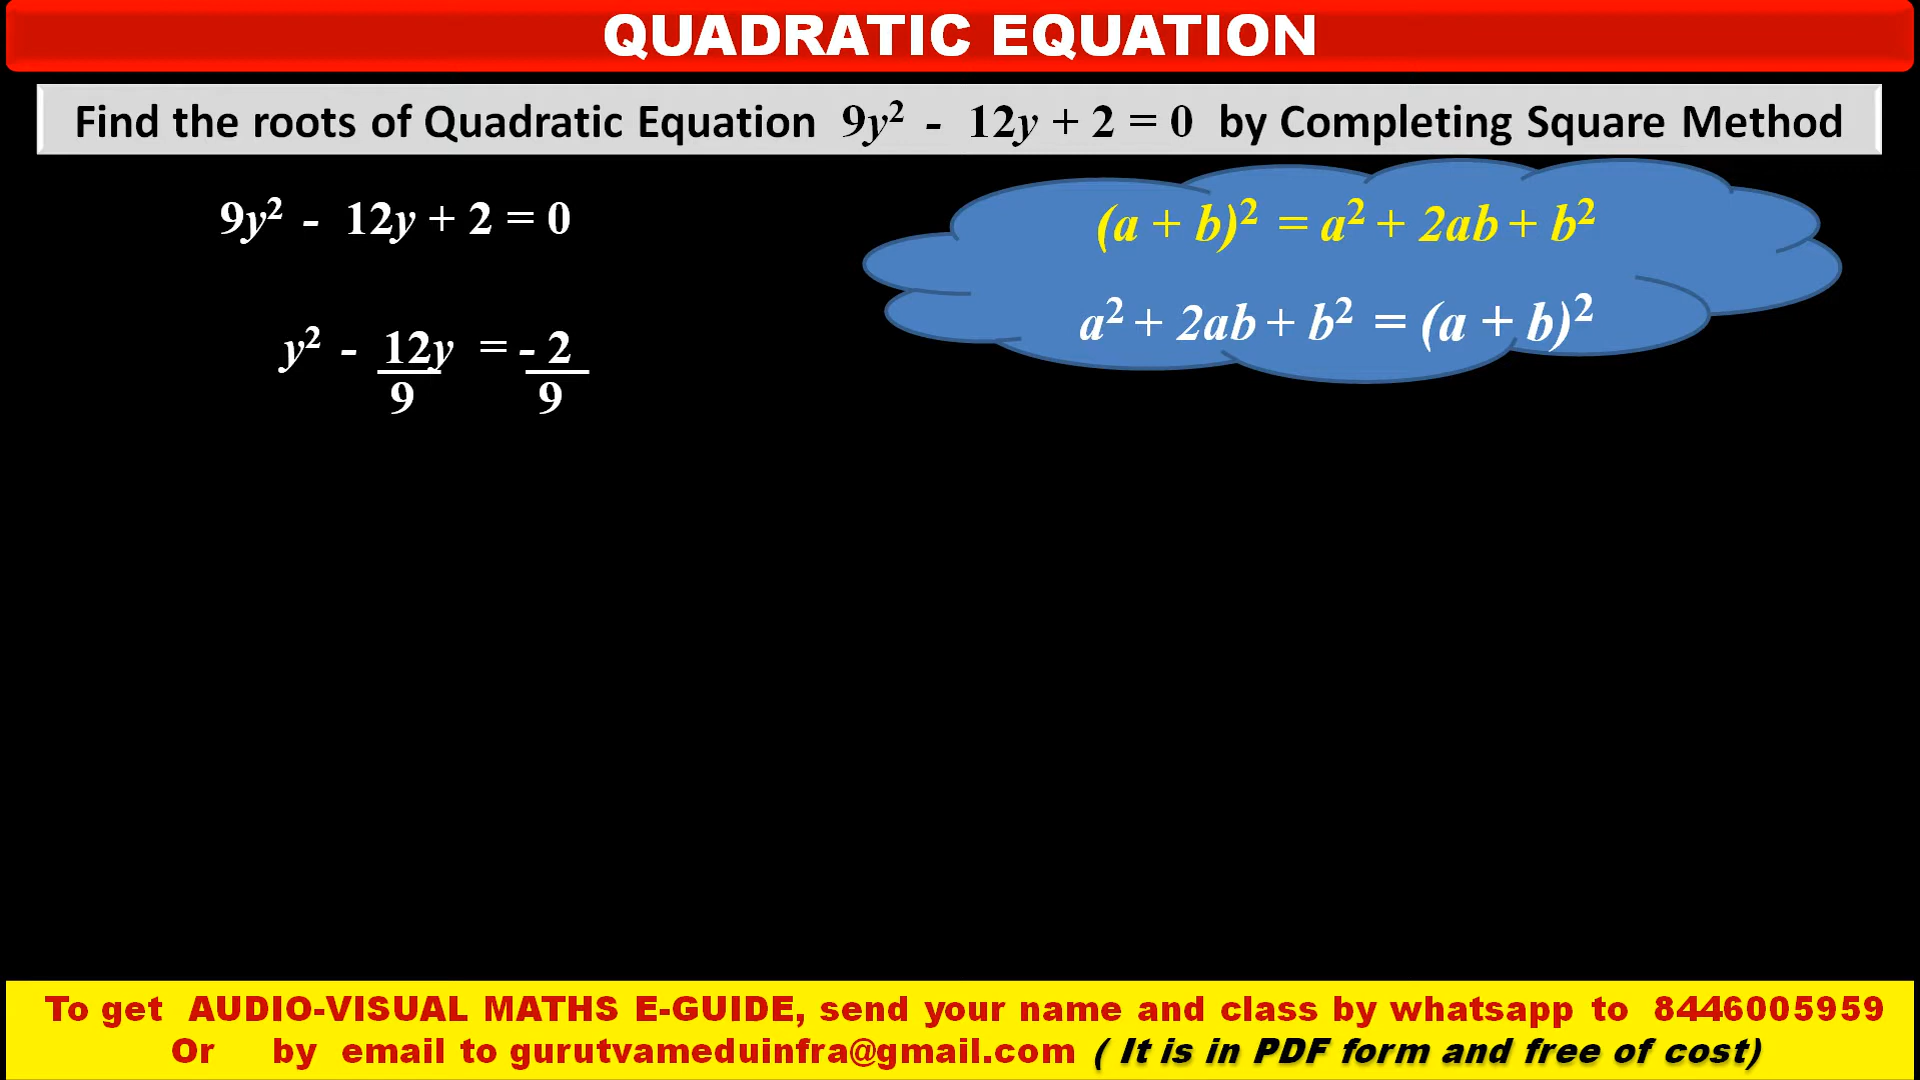 QUADRATIC EQUATION
Find the roots of Quadratic Equation 9y² - 12y + 2 = 0 by Completing Square Method
9y² - 12y + 2 = 0
(a + b)² = a² + 2ab + b²
a² + 2ab + b² = (a + b)²
y² - 12y = - 2
9 9
To get AUDIO-VISUAL MATHS E-GUIDE, send your name and class by whatsapp to 8446005959
Or by email to gurutvameduinfra@gmail.com ( It is in PDF form and free of cost)